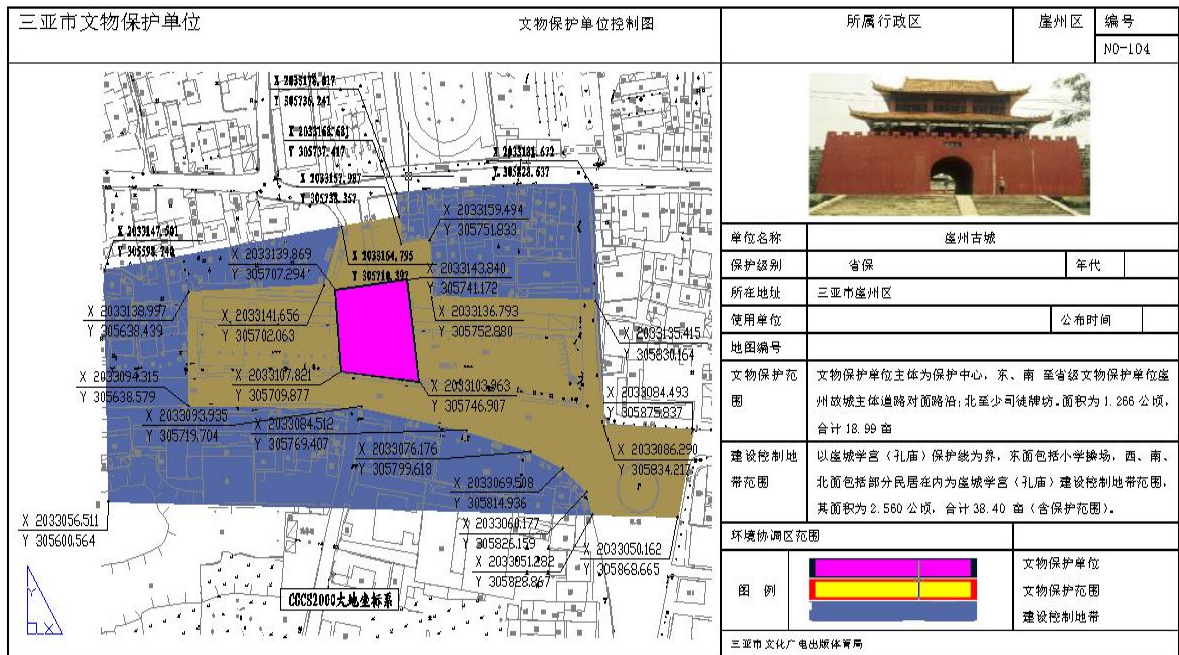 三亚市文物保护单位
文物保护单位控制图
所属行政区
崖州区
编号
NO-104
X 2033178.017
Y 305736.241
X 2033168.681
Y 305737.417
X 2033157.987
Y 305738.357
X 2033181.672
Y 305828.637
X 2033159.494
Y 305751.833
X 2033147.501
Y 305598.740
X 2033139.869
Y 305707.294
X 2033164.795
X 2033143.840
Y 305741.172
X 2033138.997
Y 305638.439
X 2033141.656
Y 305702.063
X 2033136.793
Y 305752.880
X 2033135.415
Y 305830.164
X 2033094.315
Y 305638.579
X 2033107.821
Y 305709.877
X 2033103.963
Y 305746.907
X 2033084.493
Y 305875.837
X 2033093.935
Y 305719.704
X 2033084.512
Y 305769.407
X 2033076.176
Y 305799.618
X 2033086.290
Y 305834.217
X 2033069.508
Y 305814.936
X 2033056.511
Y 305600.564
X 2033060.177
Y 305826.159
X 2033051.282
Y 305828.867
X 2033050.162
Y 305868.665
CGCS2000大地坐标系
单位名称
崖州古城
保护级别
省保
年代
所在地址
三亚市崖州区
使用单位
公布时间
地图编号
文物保护范围
文物保护单位主体为保护中心，东、南 至省级文物保护单位崖
州故城主体道路对面路沿；北至少司徒牌坊。面积为1.266 公顷，
合计18.99 亩
建设控制地带范围
以崖城学宫（孔庙）保护线为界，东面包括小学操场，西、南、
北面包括部分民居在内为崖城学宫（孔庙）建设控制地带范围，
其面积为2.560 公顷，合计38.40 亩（含保护范围）。
环境协调区范围
图 例
文物保护单位
文物保护范围
建设控制地带
三亚市文化广电出版体育局